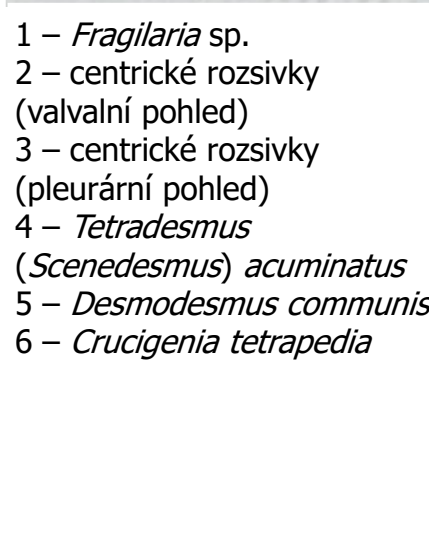 1 – Fragilaria sp.
2 – centrické rozsivky
(valvalní pohled)
3 – centrické rozsivky
(pleurární pohled)
4 – Tetradesmus
(Scenedesmus) acuminatus
5 – Desmodesmus communis
6 – Crucigenia tetrapedia